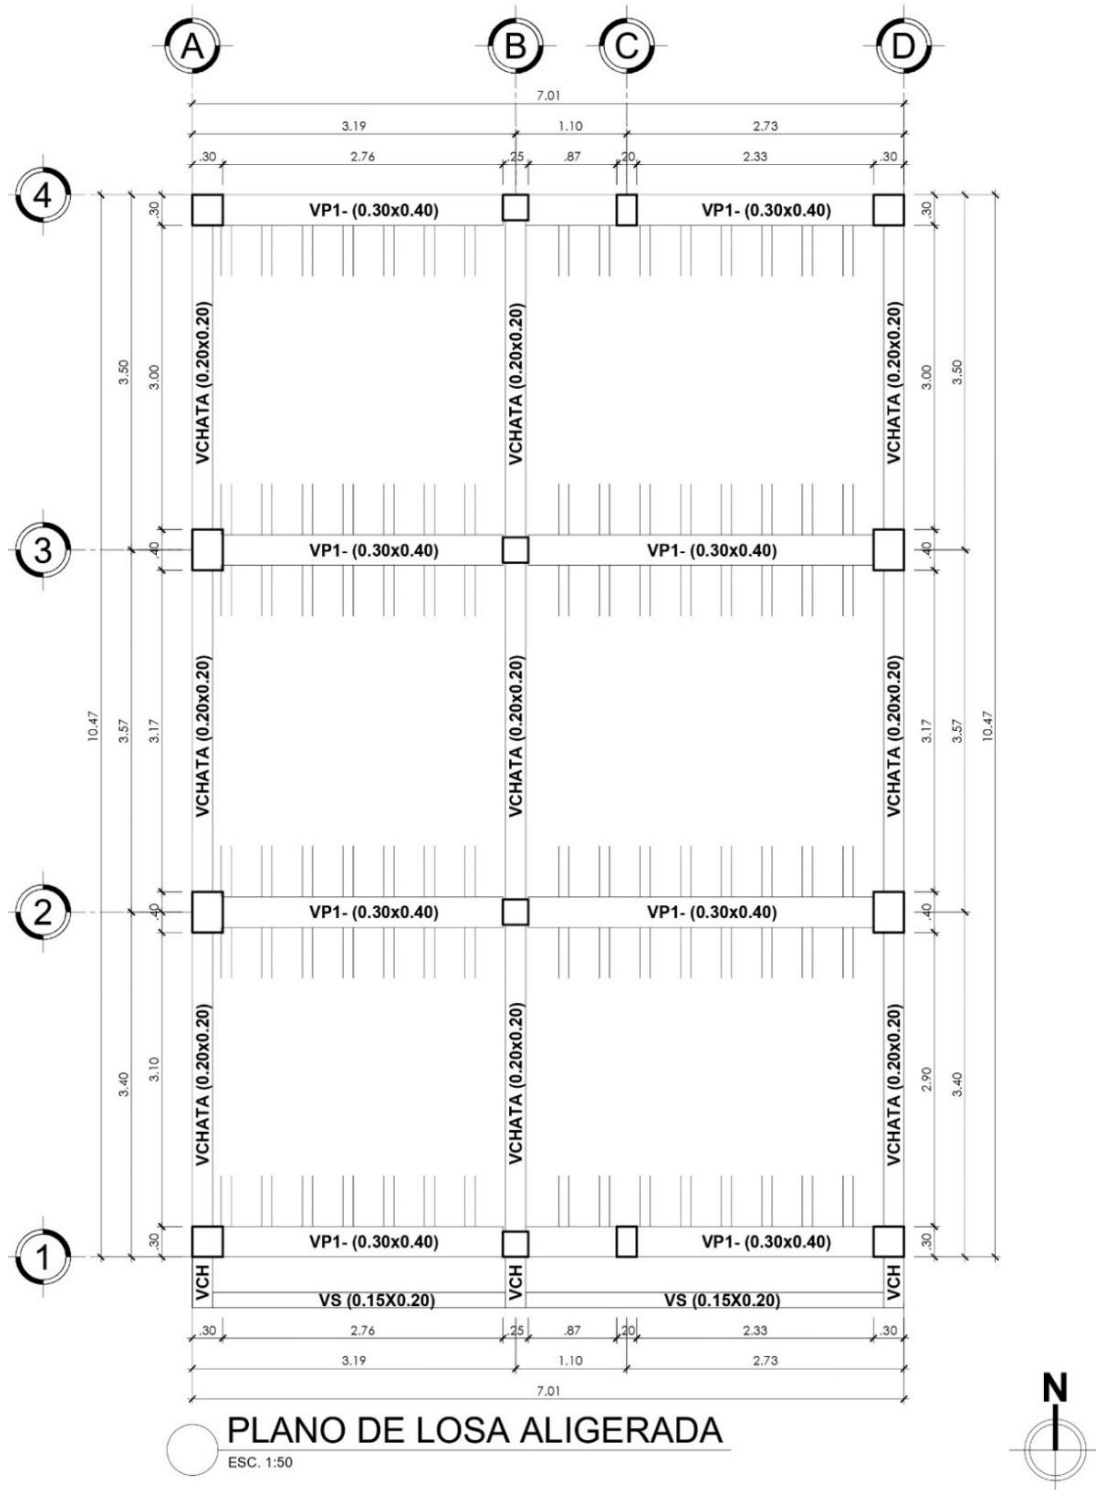 A B C D
7.01
3.19 1.10 2.73
.30 2.76 .25 .87 .20 2.33 .30
4
.30 VP1- (0.30x0.40) VP1- (0.30x0.40) .30
3.50 3.00 VCHATA (0.20x0.20) VCHATA (0.20x0.20) VCHATA (0.20x0.20) 3.00 3.50
3
.40 VP1- (0.30x0.40) VP1- (0.30x0.40) .40
10.47 3.57 3.17 VCHATA (0.20x0.20) VCHATA (0.20x0.20) VCHATA (0.20x0.20) 3.17 3.57 10.47
2
.40 VP1- (0.30x0.40) VP1- (0.30x0.40) .40
3.40 3.10 VCHATA (0.20x0.20) VCHATA (0.20x0.20) VCHATA (0.20x0.20) 2.90 3.40
1
.30 VP1- (0.30x0.40) VP1- (0.30x0.40) .30
VCH VCH VCH
VS (0.15X0.20) VS (0.15X0.20)
.30 2.76 .25 .87 .20 2.33 .30
3.19 1.10 2.73
7.01
PLANO DE LOSA ALIGERADA
ESC. 1:50
N